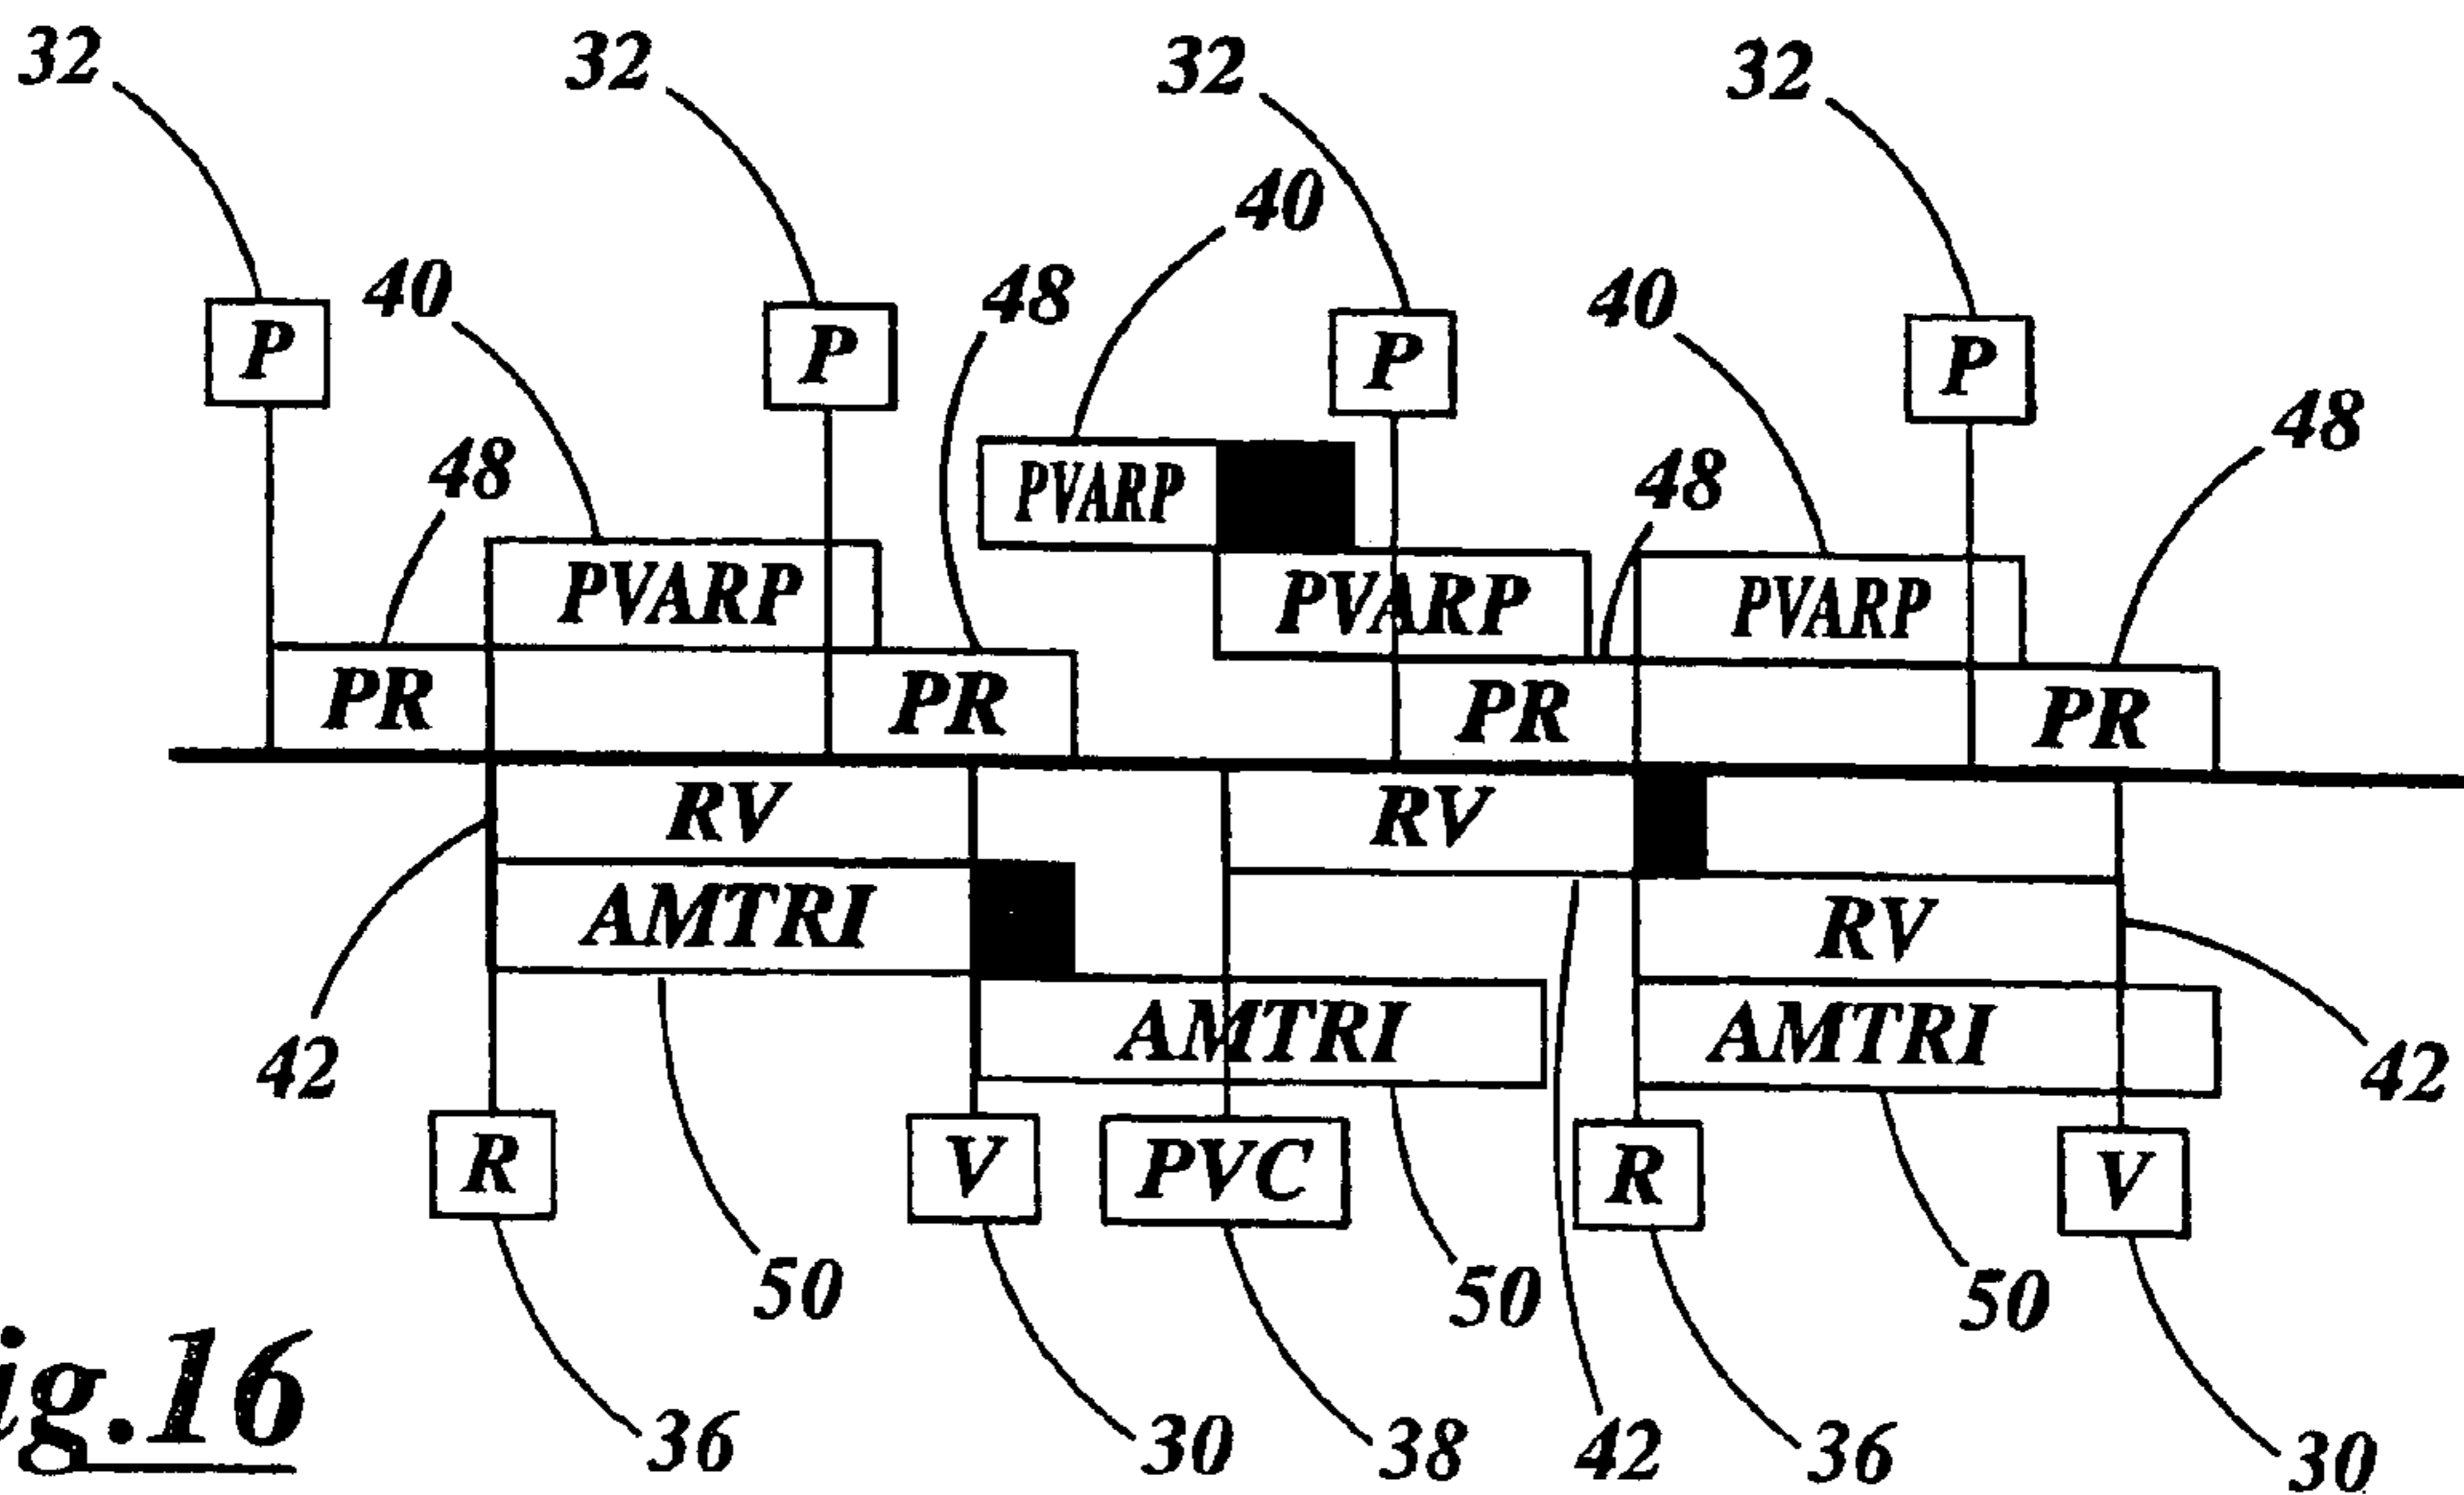 32 32 32 32
40
40 48 40
P P P P
48
48
PVARP 48
PVARP PVARP PVARP
PR PR PR PR
RV RV
AMTRI RV
AMTRI AMTRI
42 42
R V PVC R V
50 50 50
ig.16
36 30 38 42 36 30